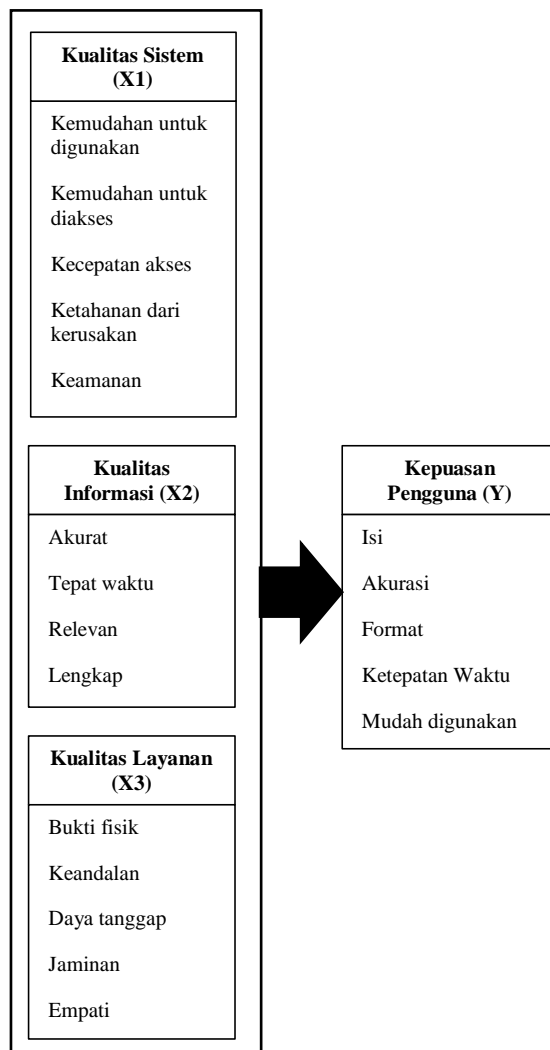 Kualitas Sistem
(X1)
Kemudahan untuk
digunakan
Kemudahan untuk
diakses
Kecepatan akses
Ketahanan dari
kerusakan
Keamanan
Kualitas
Informasi (X2)
Akurat
Tepat waktu
Relevan
Lengkap
Kualitas Layanan
(X3)
Bukti fisik
Keandalan
Daya tanggap
Jaminan
Empati
Kepuasan
Pengguna (Y)
Isi
Akurasi
Format
Ketepatan Waktu
Mudah digunakan